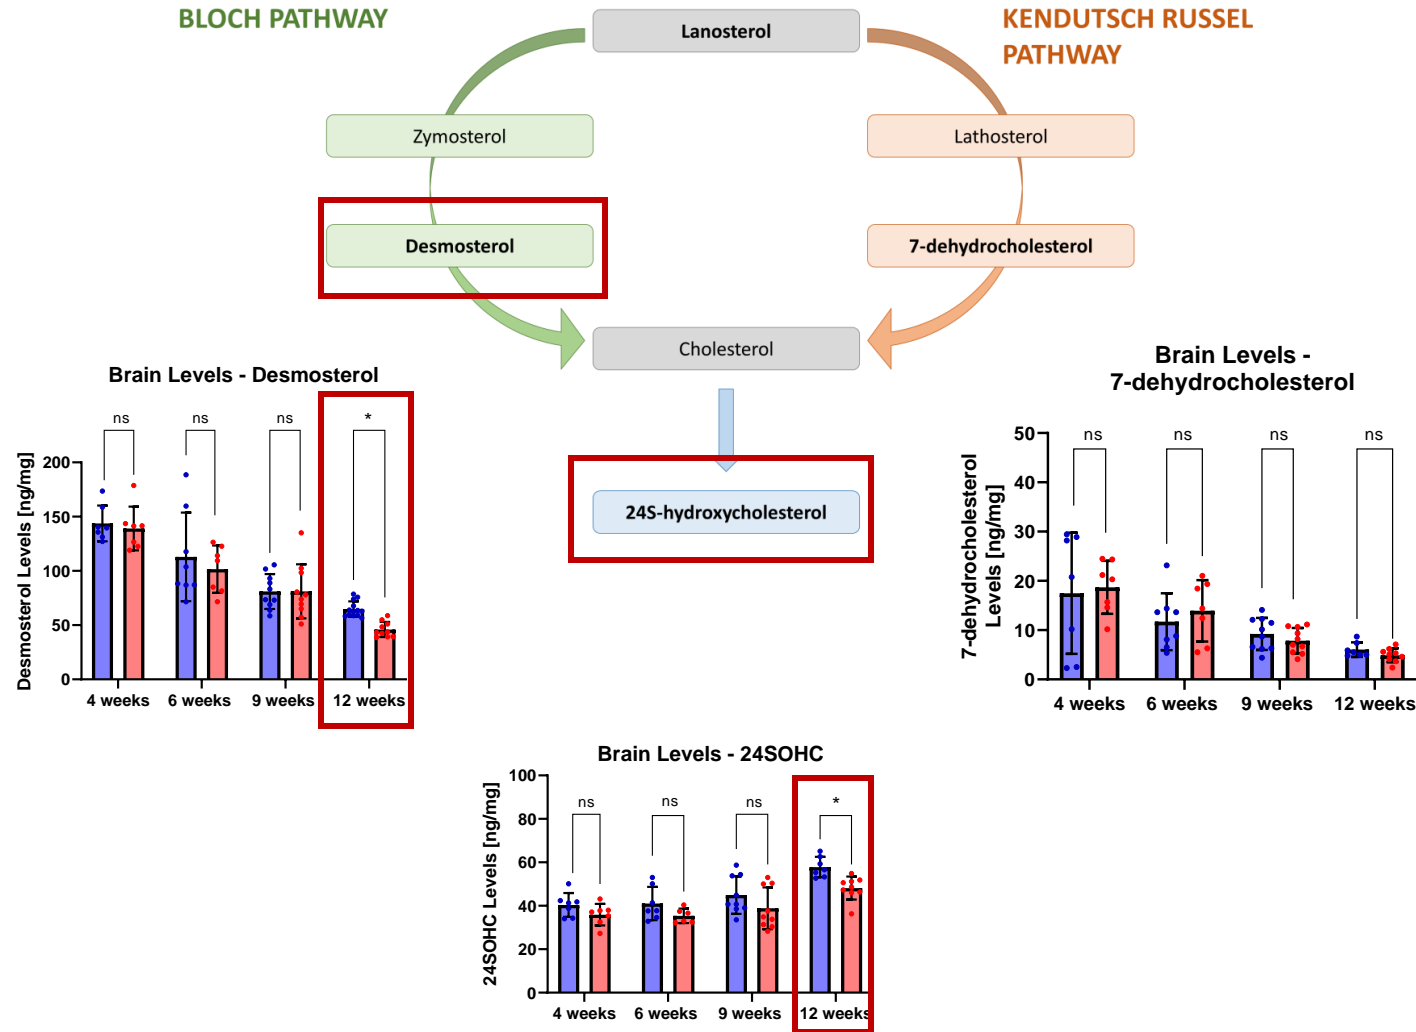 BLOCH PATHWAY
Lanosterol
KENDUTSCH RUSSEL
PATHWAY
Zymosterol
Lathosterol
Desmosterol
7-dehydrocholesterol
Cholesterol
24S-hydroxycholesterol
Brain Levels - Desmosterol
Desmosterol Levels [ng/mg]
200
150
100
50
0
ns
ns
ns
*
4 weeks
6 weeks
9 weeks
12 weeks
Brain Levels -
7-dehydrocholesterol
7-dehydrocholesterol
Levels [ng/mg]
50
40
30
20
10
0
ns
ns
ns
ns
4 weeks
6 weeks
9 weeks
12 weeks
Brain Levels - 24SOHC
24SOHC Levels [ng/mg]
100
80
60
40
20
0
ns
ns
ns
*
4 weeks
6 weeks
9 weeks
12 weeks